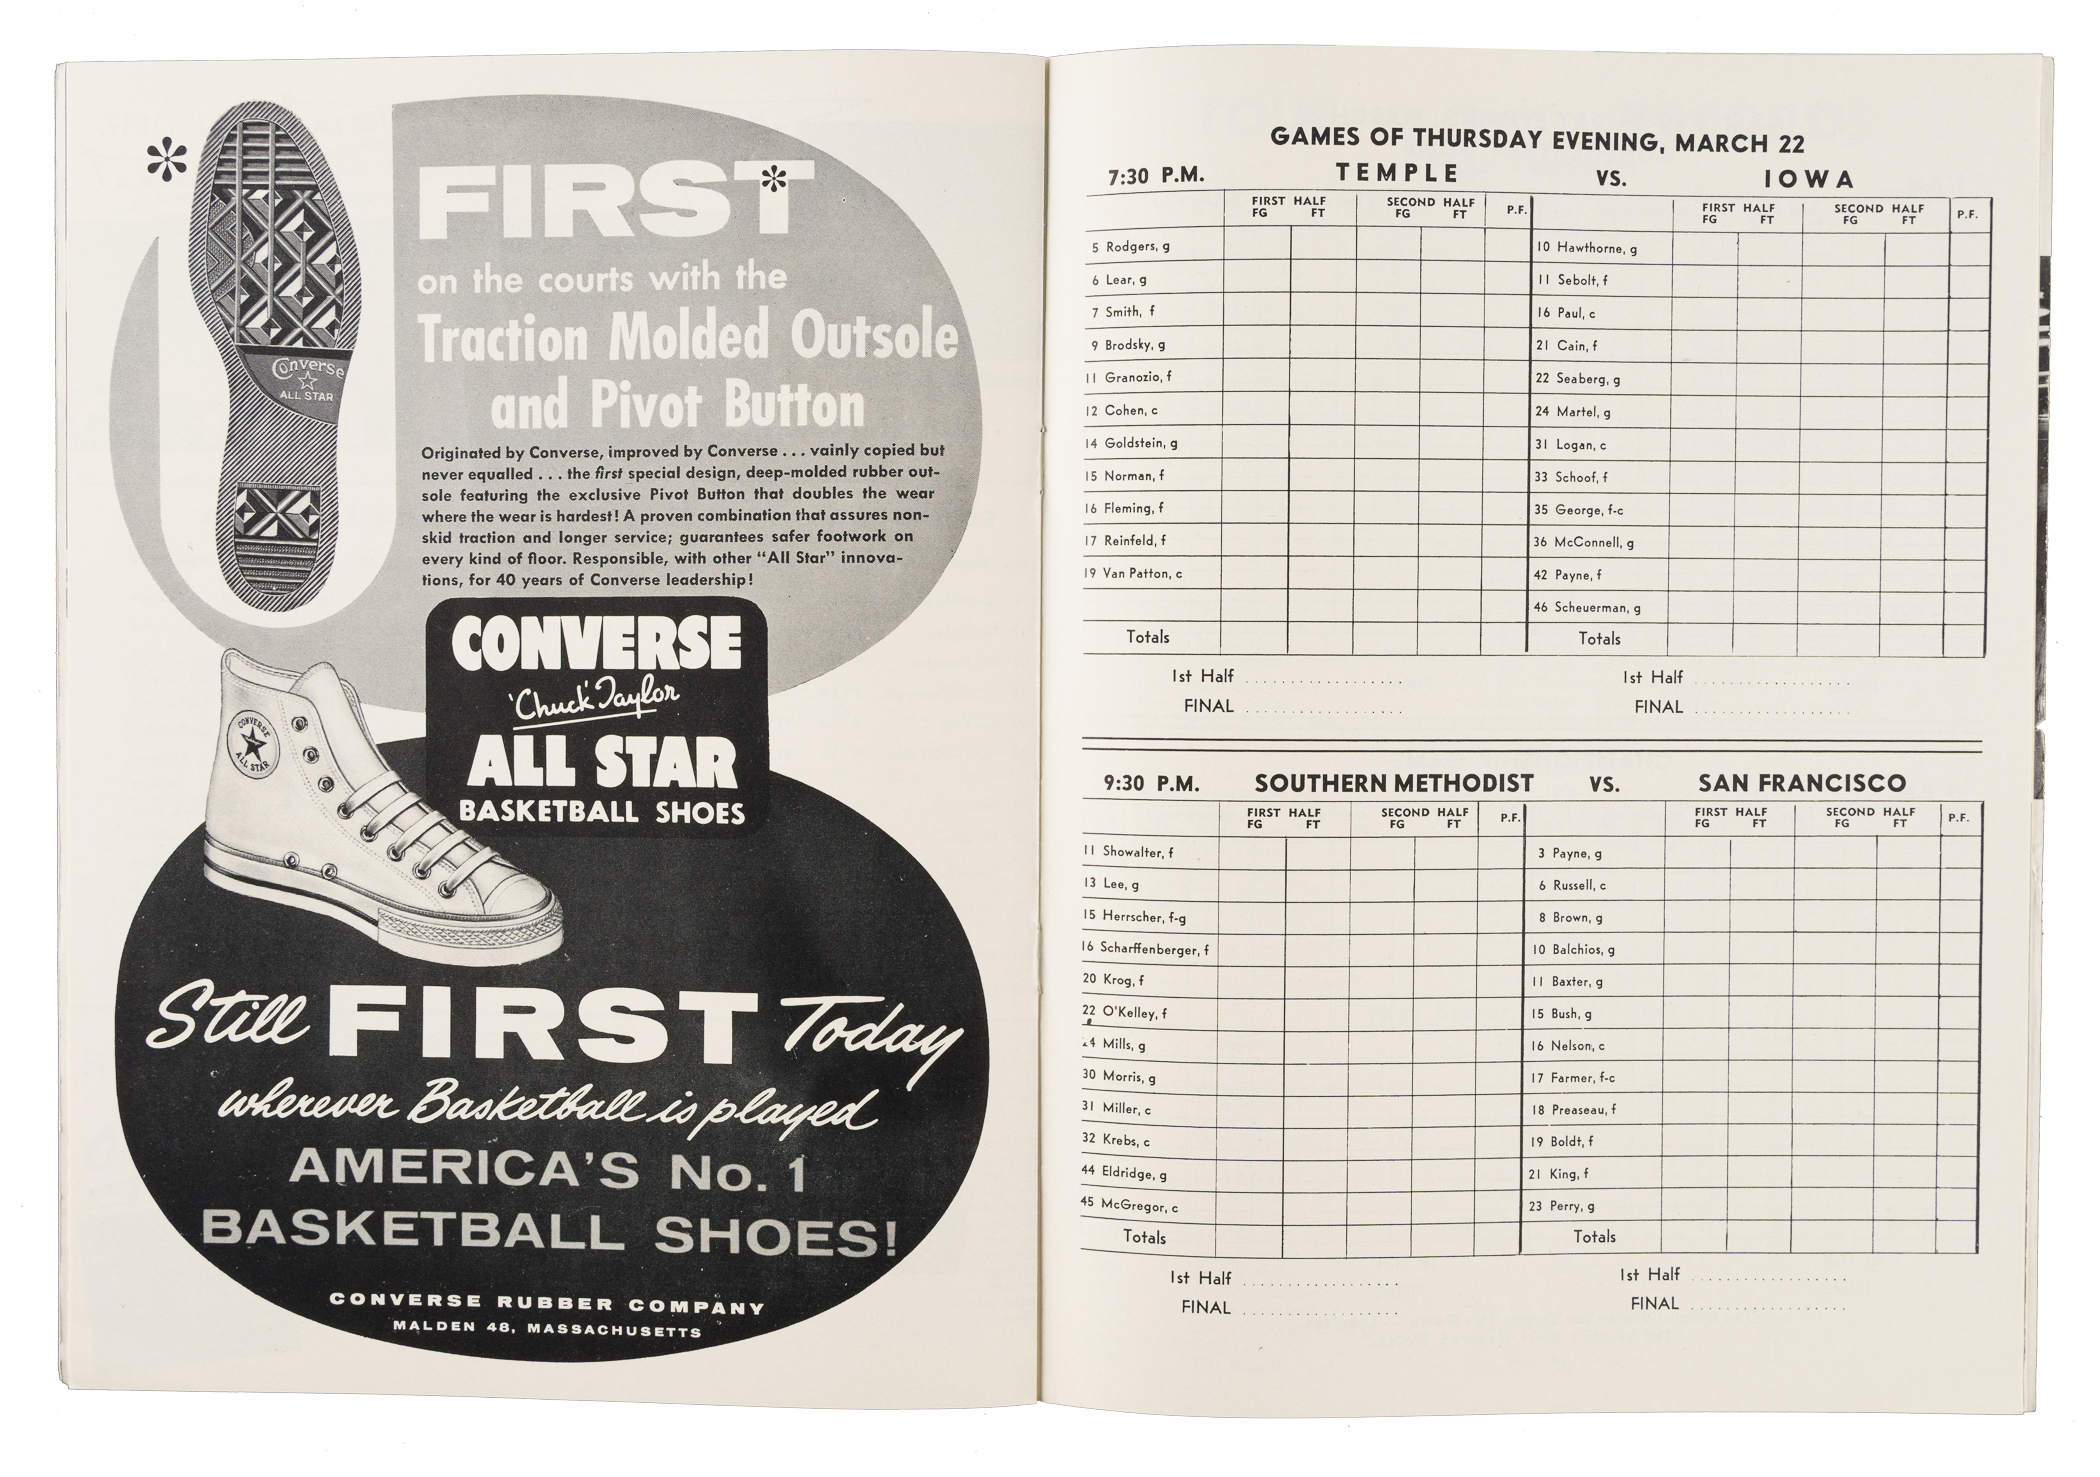 *
FIRST*
on the courts with the
Traction Molded Outsole
and Pivot Button
Converse
ALL STAR
Originated by Converse, improved by Converse . . . vainly copied but
never equalled . . . the first special design, deep-molded rubber out-
sole featuring the exclusive Pivot Button that doubles the wear
where the wear is hardest! A proven combination that assures non-
skid traction and longer service; guarantees safer footwork on
every kind of floor. Responsible, with other "All Star" innova-
tions, for 40 years of Converse leadership!
CONVERSE
'Chuck' Taylor
ALL STAR
BASKETBALL SHOES
CONVERSE
ALL STAR
Still FIRST Today
wherever Basketball is played
AMERICA'S No. 1
BASKETBALL SHOES!
CONVERSE RUBBER COMPANY
MALDEN 48, MASSACHUSETTS
GAMES OF THURSDAY EVENING, MARCH 22
7:30 P.M. TEMPLE VS. IOWA
FIRST HALF SECOND HALF P.F. FIRST HALF SECOND HALF P.F.
FG FT FG FT FG FT FG FT
5 Rodgers, g 10 Hawthorne, g
6 Lear, g 11 Sebolt, f
7 Smith, f 16 Paul, c
9 Brodsky, g 21 Cain, f
11 Granozio, f 22 Seaberg, g
12 Cohen, c 24 Martel, g
14 Goldstein, g 31 Logan, c
15 Norman, f 33 Schoof, f
16 Fleming, f 35 George, f-c
17 Reinfeld, f 36 McConnell, g
19 Van Patton, c 42 Payne, f
46 Scheuerman, g
Totals Totals
1st Half .................... 1st Half ....................
FINAL .................... FINAL ....................
9:30 P.M. SOUTHERN METHODIST VS. SAN FRANCISCO
FIRST HALF SECOND HALF P.F. FIRST HALF SECOND HALF P.F.
FG FT FG FT FG FT FG FT
11 Showalter, f 3 Payne, g
13 Lee, g 6 Russell, c
15 Herrscher, f-g 8 Brown, g
16 Scharffenberger, f 10 Balchios, g
20 Krog, f 11 Baxter, g
22 O'Kelley, f 15 Bush, g
4 Mills, g 16 Nelson, c
30 Morris, g 17 Farmer, f-c
31 Miller, c 18 Preaseau, f
32 Krebs, c 19 Boldt, f
44 Eldridge, g 21 King, f
45 McGregor, c 23 Perry, g
Totals Totals
1st Half .................... 1st Half ....................
FINAL .................... FINAL ....................